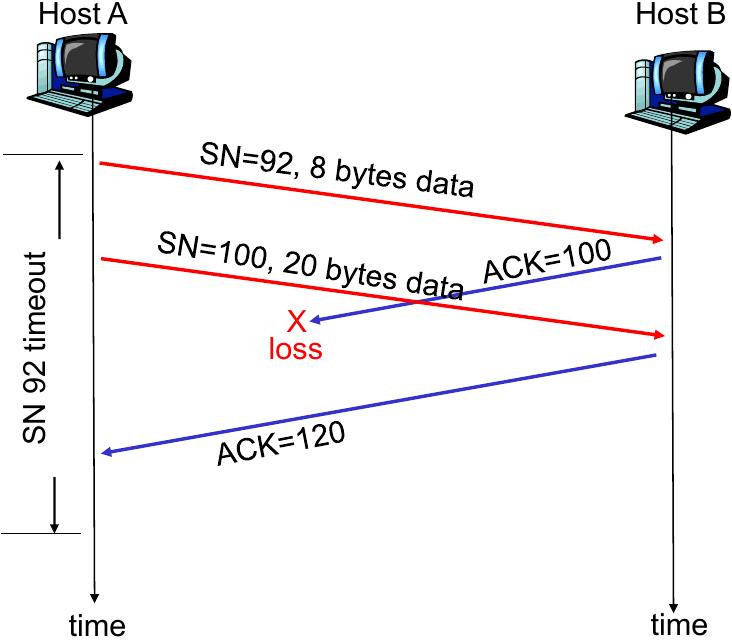 Host A
Host B
SN=92, 8 bytes data
SN=100, 20 bytes data
ACK=100
X
loss
SN 92 timeout
ACK=120
time
time